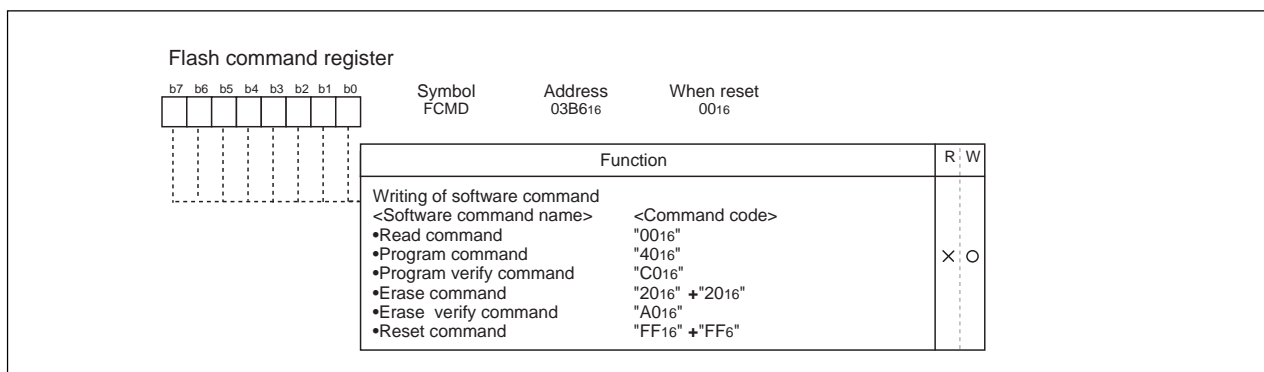 Flash command register
b7 b6 b5 b4 b3 b2 b1 b0
Symbol Address When reset
FCMD 03B616 0016
Function R W
Writing of software command
<Software command name> <Command code>
•Read command "0016"
•Program command "4016"
•Program verify command "C016"
•Erase command "2016" +"2016"
•Erase verify command "A016"
•Reset command "FF16" +"FF6"